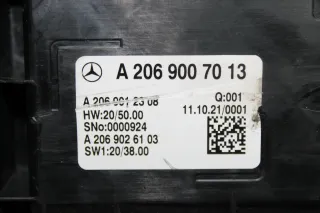 A 206 900 70 13
A 206 901 23 08
Q:001
HW:20/50.00
11.10.21/0001
SNo:0000924
A 206 902 61 03
SW1:20/38.00